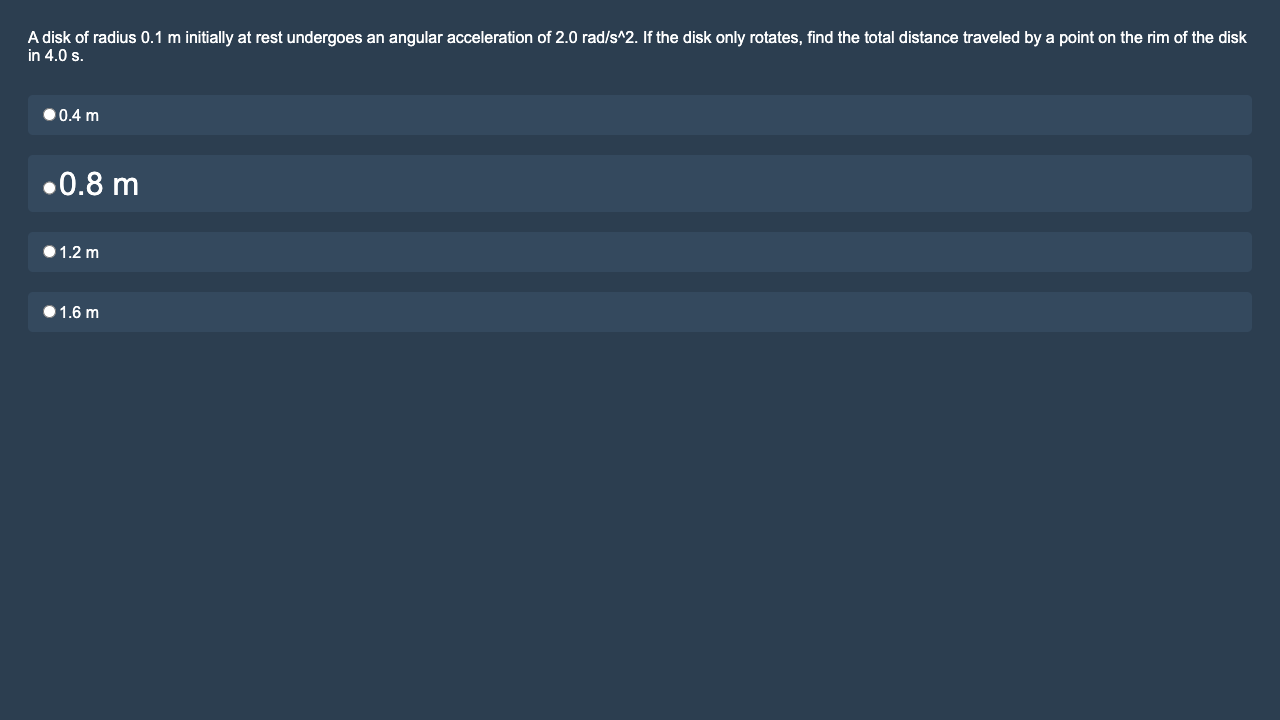 A disk of radius 0.1 m initially at rest undergoes an angular acceleration of 2.0 rad/s^2. If the disk only rotates, find the total distance traveled by a point on the rim of the disk
in 4.0 s.
0.4 m
0.8 m
1.2 m
1.6 m